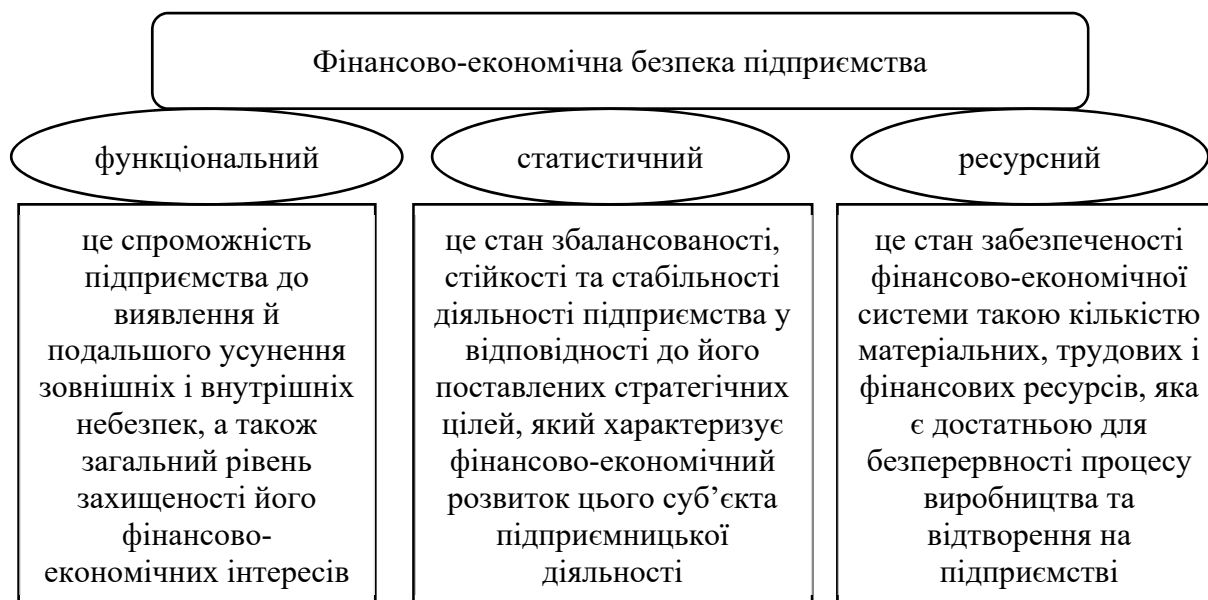 Фінансово-економічна безпека підприємства
функціональний
статистичний
ресурсний
це спроможність
підприємства до
виявлення й
подальшого усунення
зовнішніх і внутрішніх
небезпек, а також
загальний рівень
захищеності його
фінансово-
економічних інтересів
це стан збалансованості,
стійкості та стабільності
діяльності підприємства у
відповідності до його
поставлених стратегічних
цілей, який характеризує
фінансово-економічний
розвиток цього суб’єкта
підприємницької
діяльності
це стан забезпеченості
фінансово-економічної
системи такою кількістю
матеріальних, трудових і
фінансових ресурсів, яка
є достатньою для
безперервності процесу
виробництва та
відтворення на
підприємстві